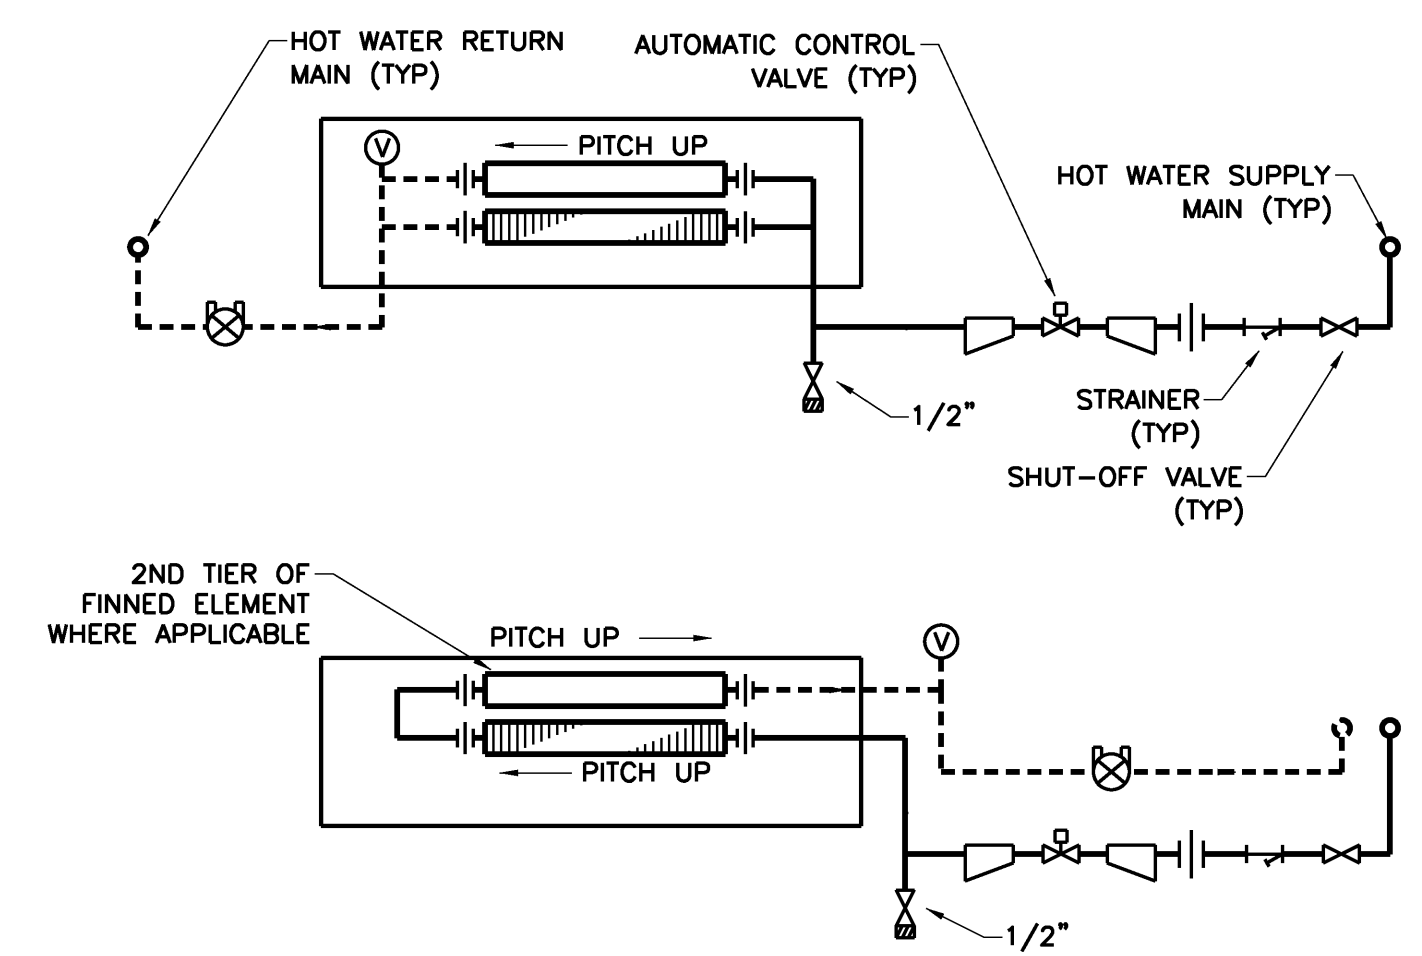 HOT WATER RETURN
MAIN (TYP)
AUTOMATIC CONTROL
VALVE (TYP)
V
PITCH UP
HOT WATER SUPPLY
MAIN (TYP)
STRAINER
(TYP)
1/2"
SHUT-OFF VALVE
(TYP)
2ND TIER OF
FINNED ELEMENT
WHERE APPLICABLE
PITCH UP
V
PITCH UP
1/2"